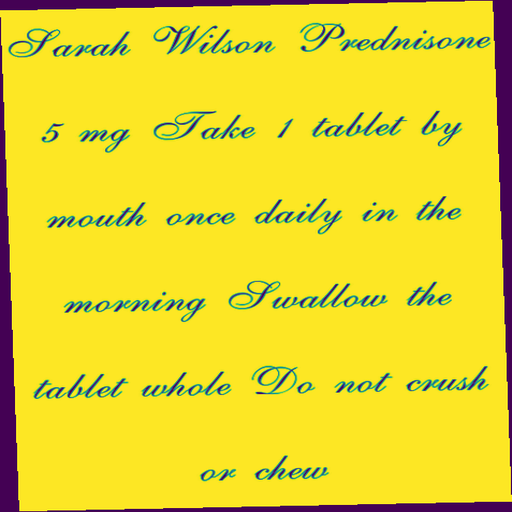 Sarah Wilson Prednisone
5 mg Take 1 tablet by
mouth once daily in the
morning Swallow the
tablet whole Do not crush
or chew